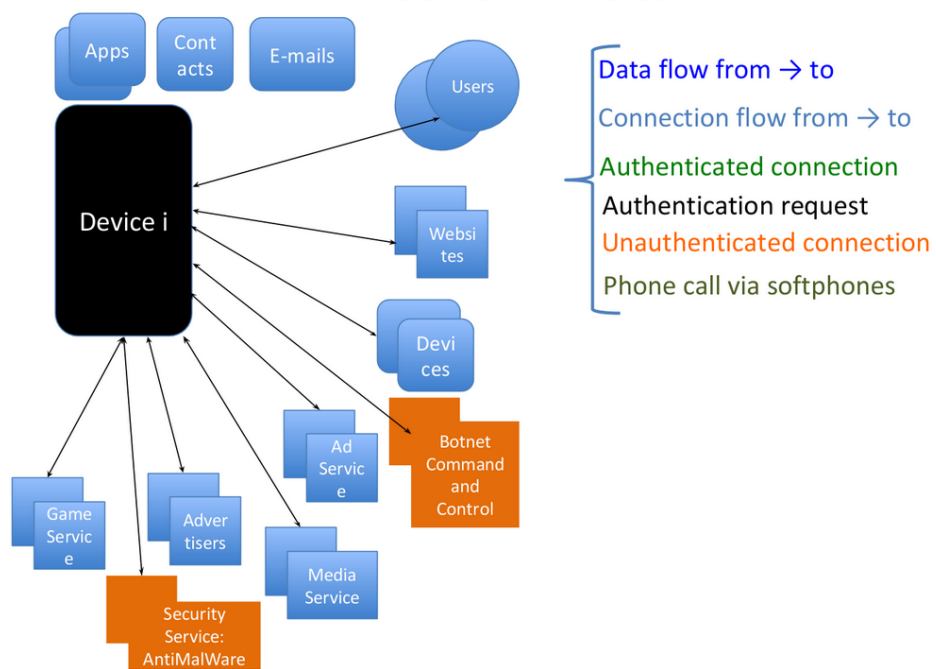 Apps
Cont
acts
E-mails
Users
Data flow from → to
Connection flow from → to
Authenticated connection
Authentication request
Unauthenticated connection
Phone call via softphones
Device i
Websi
tes
Devi
ces
Ad
Servic
e
Botnet
Command
and
Control
Game
Servic
e
Adver
tisers
Media
Service
Security
Service:
AntiMalWare